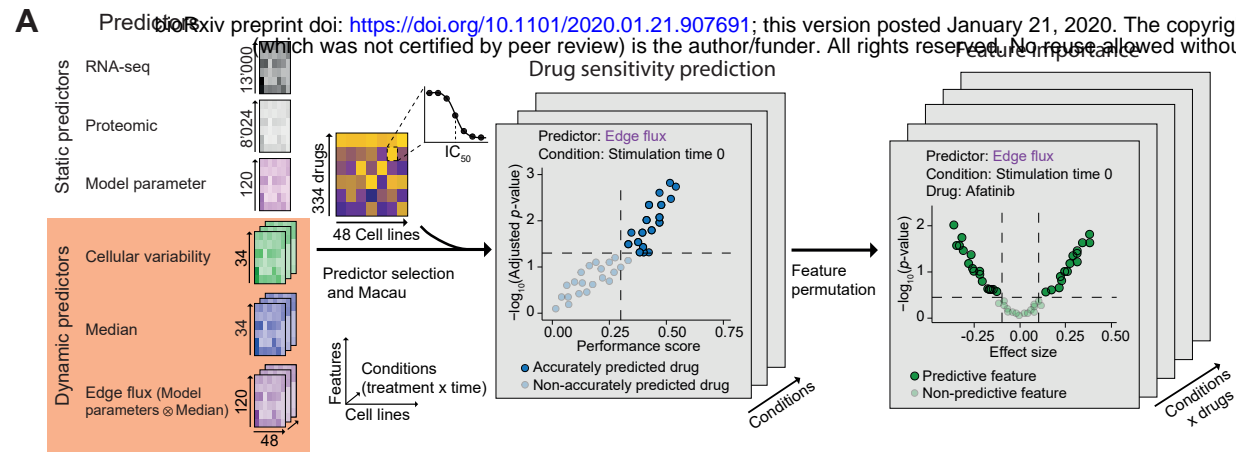 A
Predictors
bioRxiv preprint doi: https://doi.org/10.1101/2020.01.21.907691; this version posted January 21, 2020. The copyrig
(which was not certified by peer review) is the author/funder. All rights reserved. No reuse allowed withou
Static predictors
RNA-seq
13'000
Proteomic
8'024
Model parameter
120
Dynamic predictors
Cellular variability
34
Median
34
Edge flux (Model
parameters ⊗ Median)
120
48
334 drugs
48 Cell lines
IC50
Predictor selection
and Macau
Features
Conditions
(treatment x time)
Cell lines
Drug sensitivity prediction
Predictor: Edge flux
Condition: Stimulation time 0
−log10(Adjusted p-value)
3
2
1
0
0.00 0.25 0.50 0.75
Performance score
Accurately predicted drug
Non-accurately predicted drug
Conditions
Feature
permutation
Feature importance
Predictor: Edge flux
Condition: Stimulation time 0
Drug: Afatinib
−log10(p-value)
2
1
0
-0.25 0.00 0.25 0.50
Effect size
Predictive feature
Non-predictive feature
Conditions
x drugs